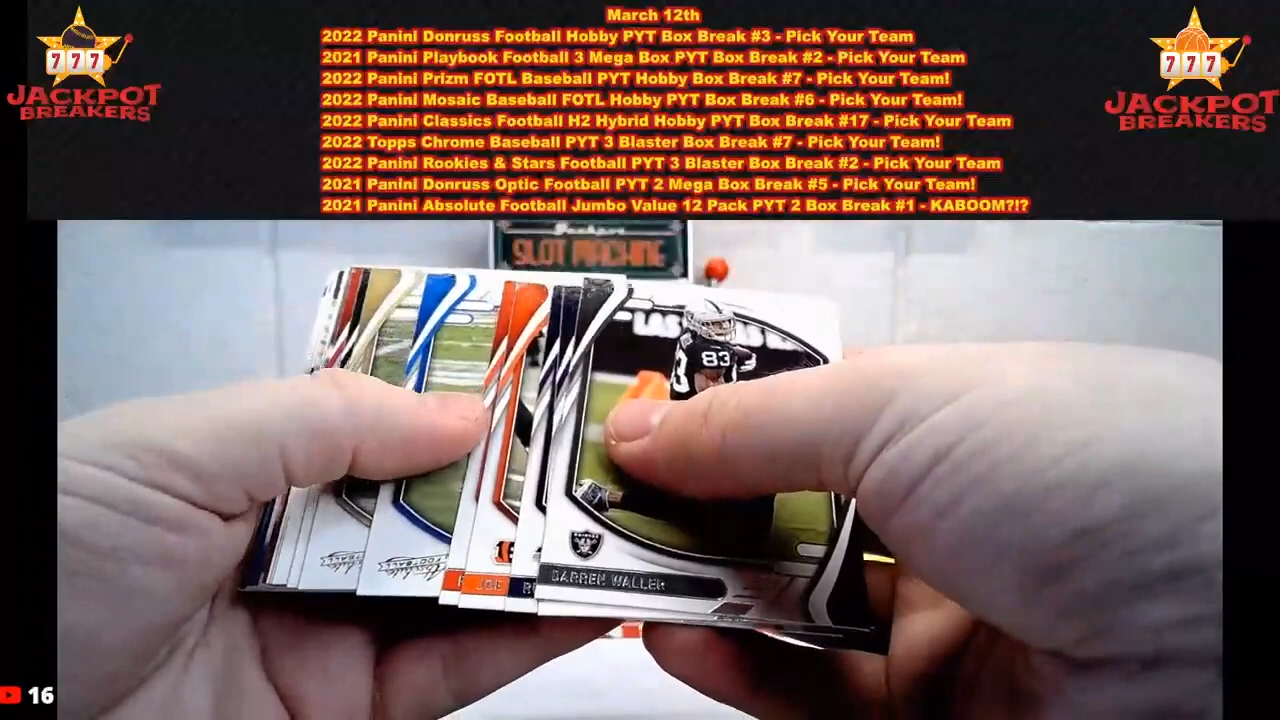 March 12th
2022 Panini Donruss Football Hobby PYT Box Break #3 - Pick Your Team
2021 Panini Playbook Football 3 Mega Box PYT Box Break #2 - Pick Your Team
2022 Panini Prizm FOTL Baseball PYT Hobby Box Break #7 - Pick Your Team!
2022 Panini Mosaic Baseball FOTL Hobby PYT Box Break #6 - Pick Your Team!
2022 Panini Classics Football H2 Hybrid Hobby PYT Box Break #17 - Pick Your Team
2022 Topps Chrome Baseball PYT 3 Blaster Box Break #7 - Pick Your Team!
2022 Panini Rookies & Stars Football PYT 3 Blaster Box Break #2 - Pick Your Team
2021 Panini Donruss Optic Football PYT 2 Mega Box Break #5 - Pick Your Team!
2021 Panini Absolute Football Jumbo Value 12 Pack PYT 2 Box Break #1 - KABOOM?!?
777
JACKPOT
BREAKERS
777
JACKPOT
BREAKERS
SLOT MACHINE
LAS
83
RAIDERS
JOE
DARREN WALLER
16